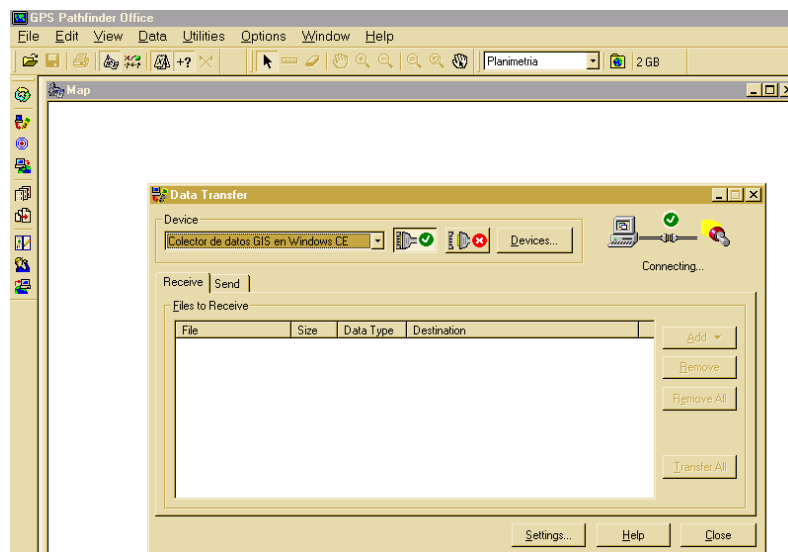 GPS Pathfinder Office
File Edit View Data Utilities Options Window Help
+? Planimetria 2 GB
Map
Data Transfer
Device
Colector de datos GIS en Windows CE Devices...
Connecting...
Receive Send
Files to Receive
File Size Data Type Destination
Add
Remove
Remove All
Transfer All
Settings... Help Close